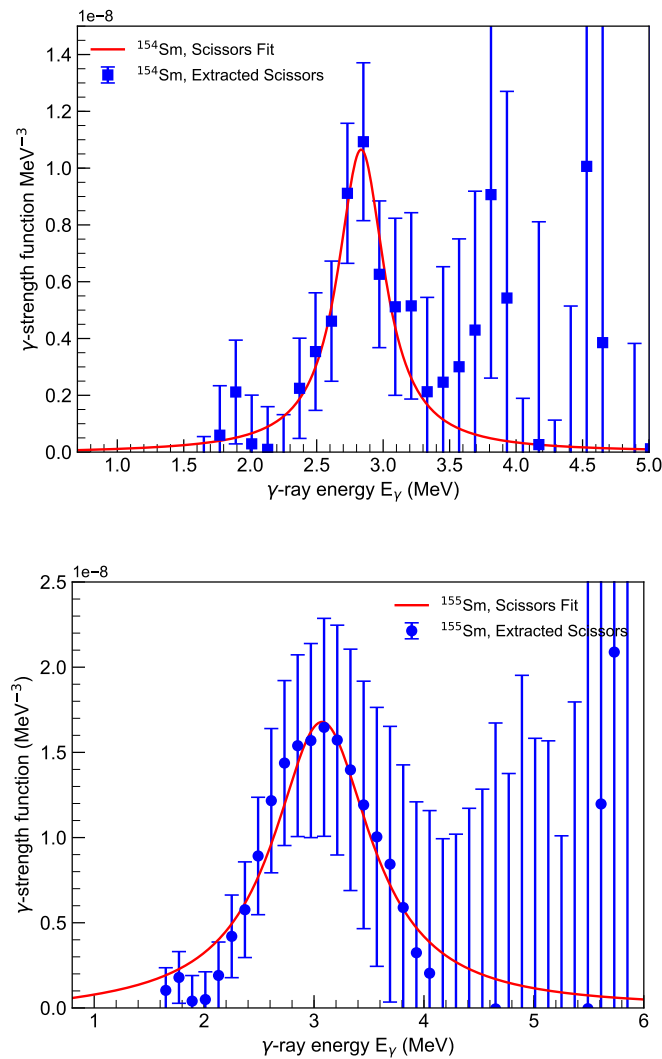 1e−8
1.4
1.2
1.0
0.8
0.6
0.4
0.2
0.0
γ-strength function MeV⁻³
¹⁵⁴Sm, Scissors Fit
¹⁵⁴Sm, Extracted Scissors
1.0 1.5 2.0 2.5 3.0 3.5 4.0 4.5 5.0
γ-ray energy Eᵧ (MeV)
1e−8
2.5
2.0
1.5
1.0
0.5
0.0
γ-strength function (MeV⁻³)
¹⁵⁵Sm, Scissors Fit
¹⁵⁵Sm, Extracted Scissors
1 2 3 4 5 6
γ-ray energy Eᵧ (MeV)